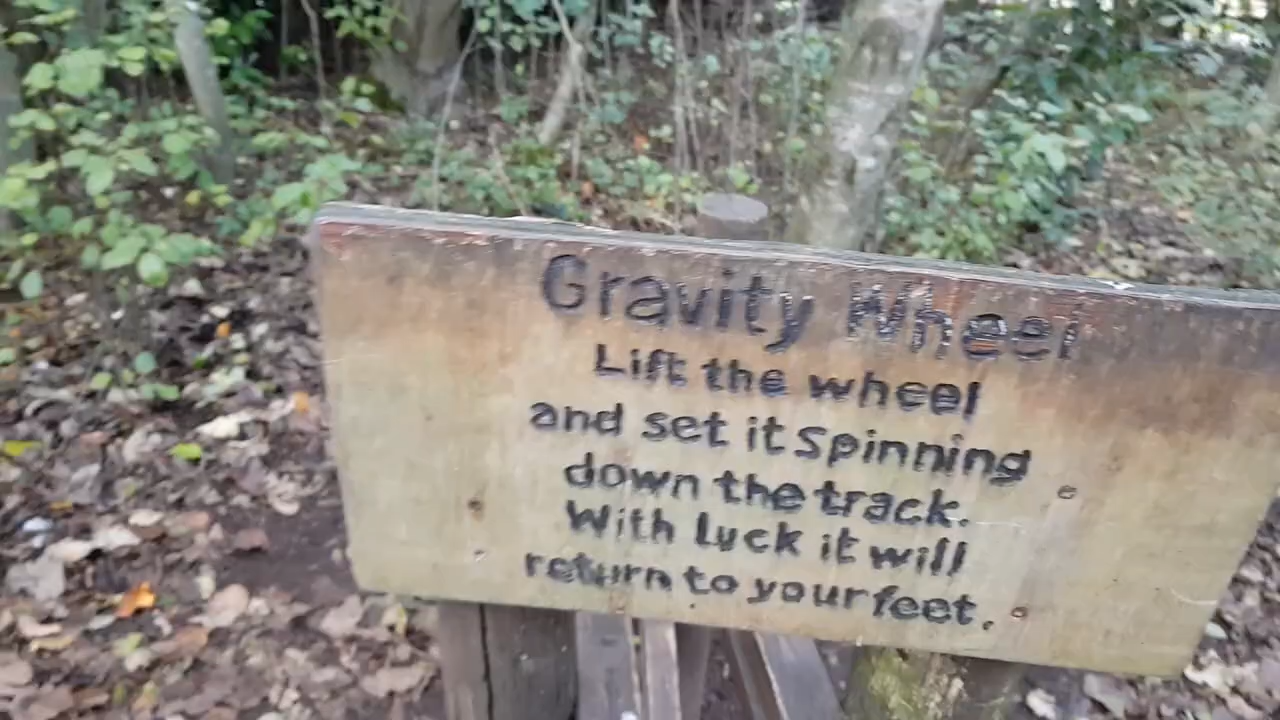 Gravity Wheel
Lift the wheel
and set it Spinning
down the track.
With luck it will
return to your feet.